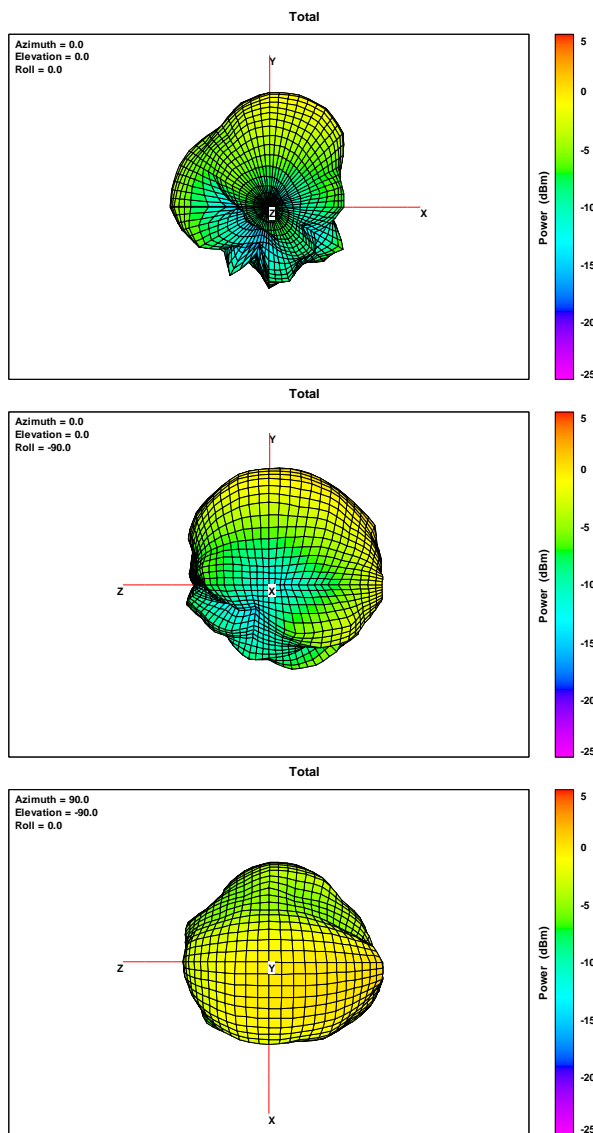 Total
Azimuth = 0.0
Elevation = 0.0
Roll = 0.0
Y
Z
X
5
0
-5
-10
-15
-20
-25
Power (dBm)
Total
Azimuth = 0.0
Elevation = 0.0
Roll = -90.0
Y
Z
X
5
0
-5
-10
-15
-20
-25
Power (dBm)
Total
Azimuth = 90.0
Elevation = -90.0
Roll = 0.0
Z
Y
X
5
0
-5
-10
-15
-20
-25
Power (dBm)